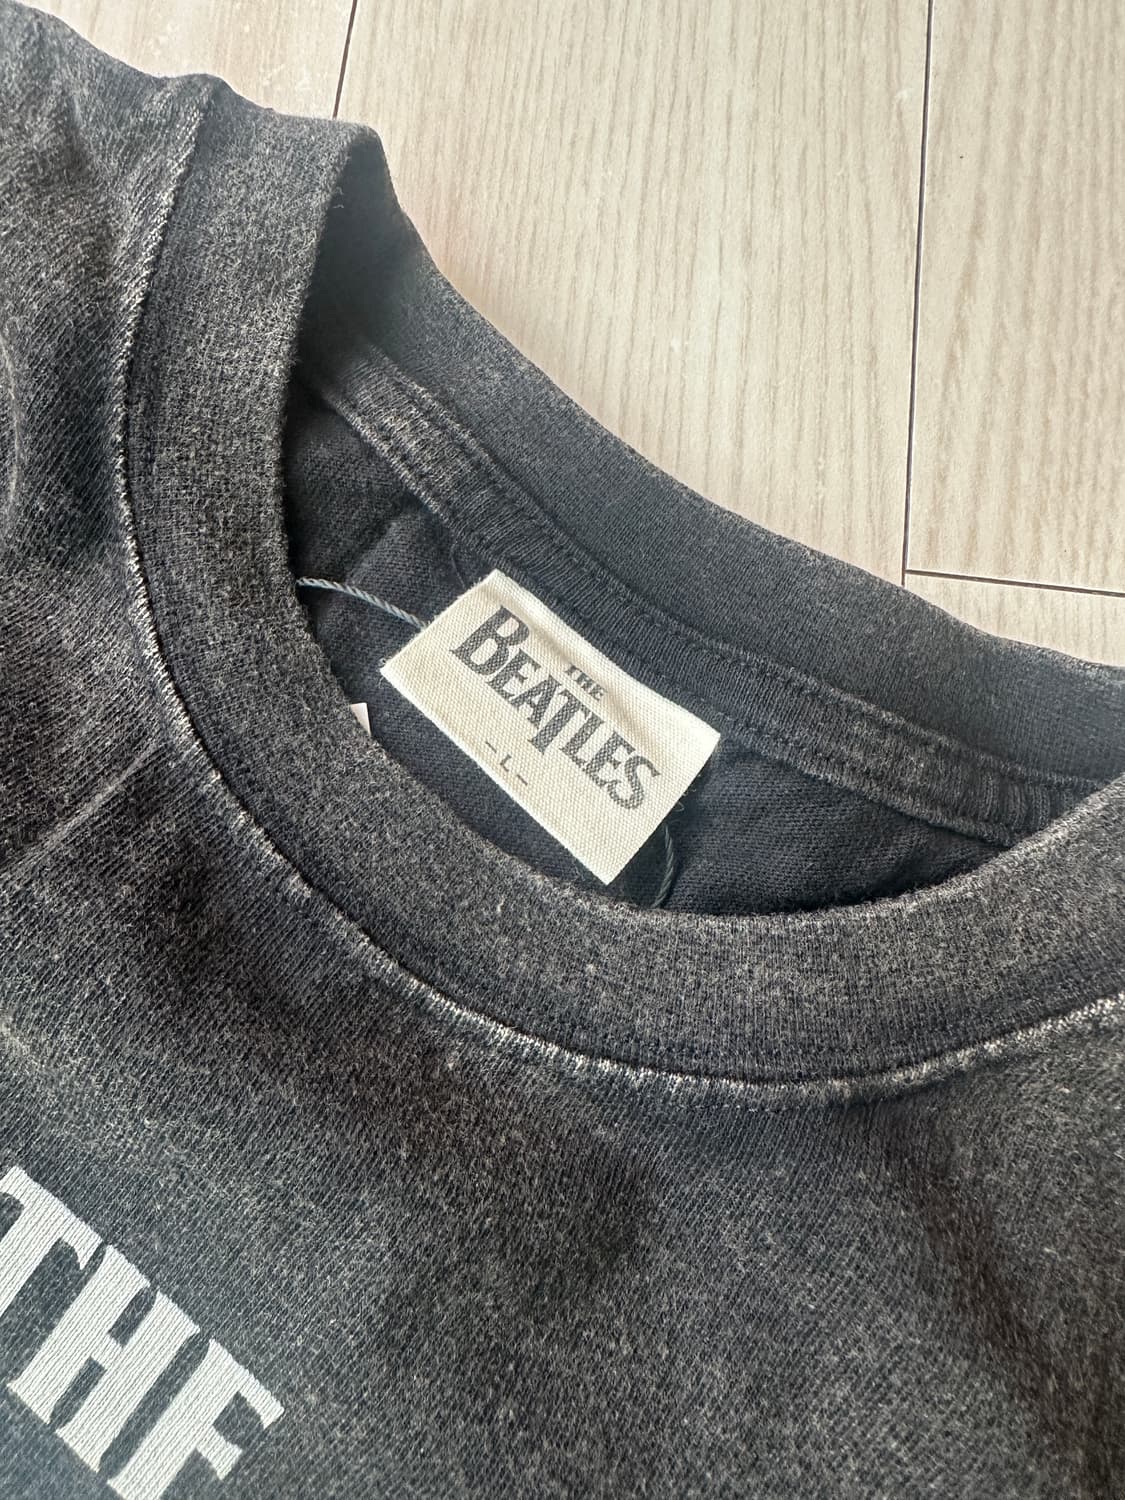 THE
BEATLES
-L-
THE